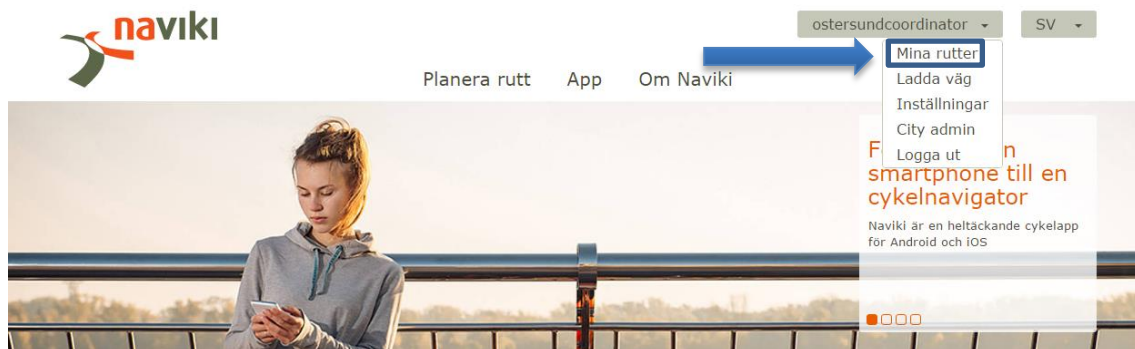 naviki
ostersundcoordinator
SV
Planera rutt App Om Naviki
Mina rutter
Ladda väg
Inställningar
City admin
Logga ut
smartphone till en
cykelnavigator
Naviki är en heltäckande cykelapp
för Android och iOS